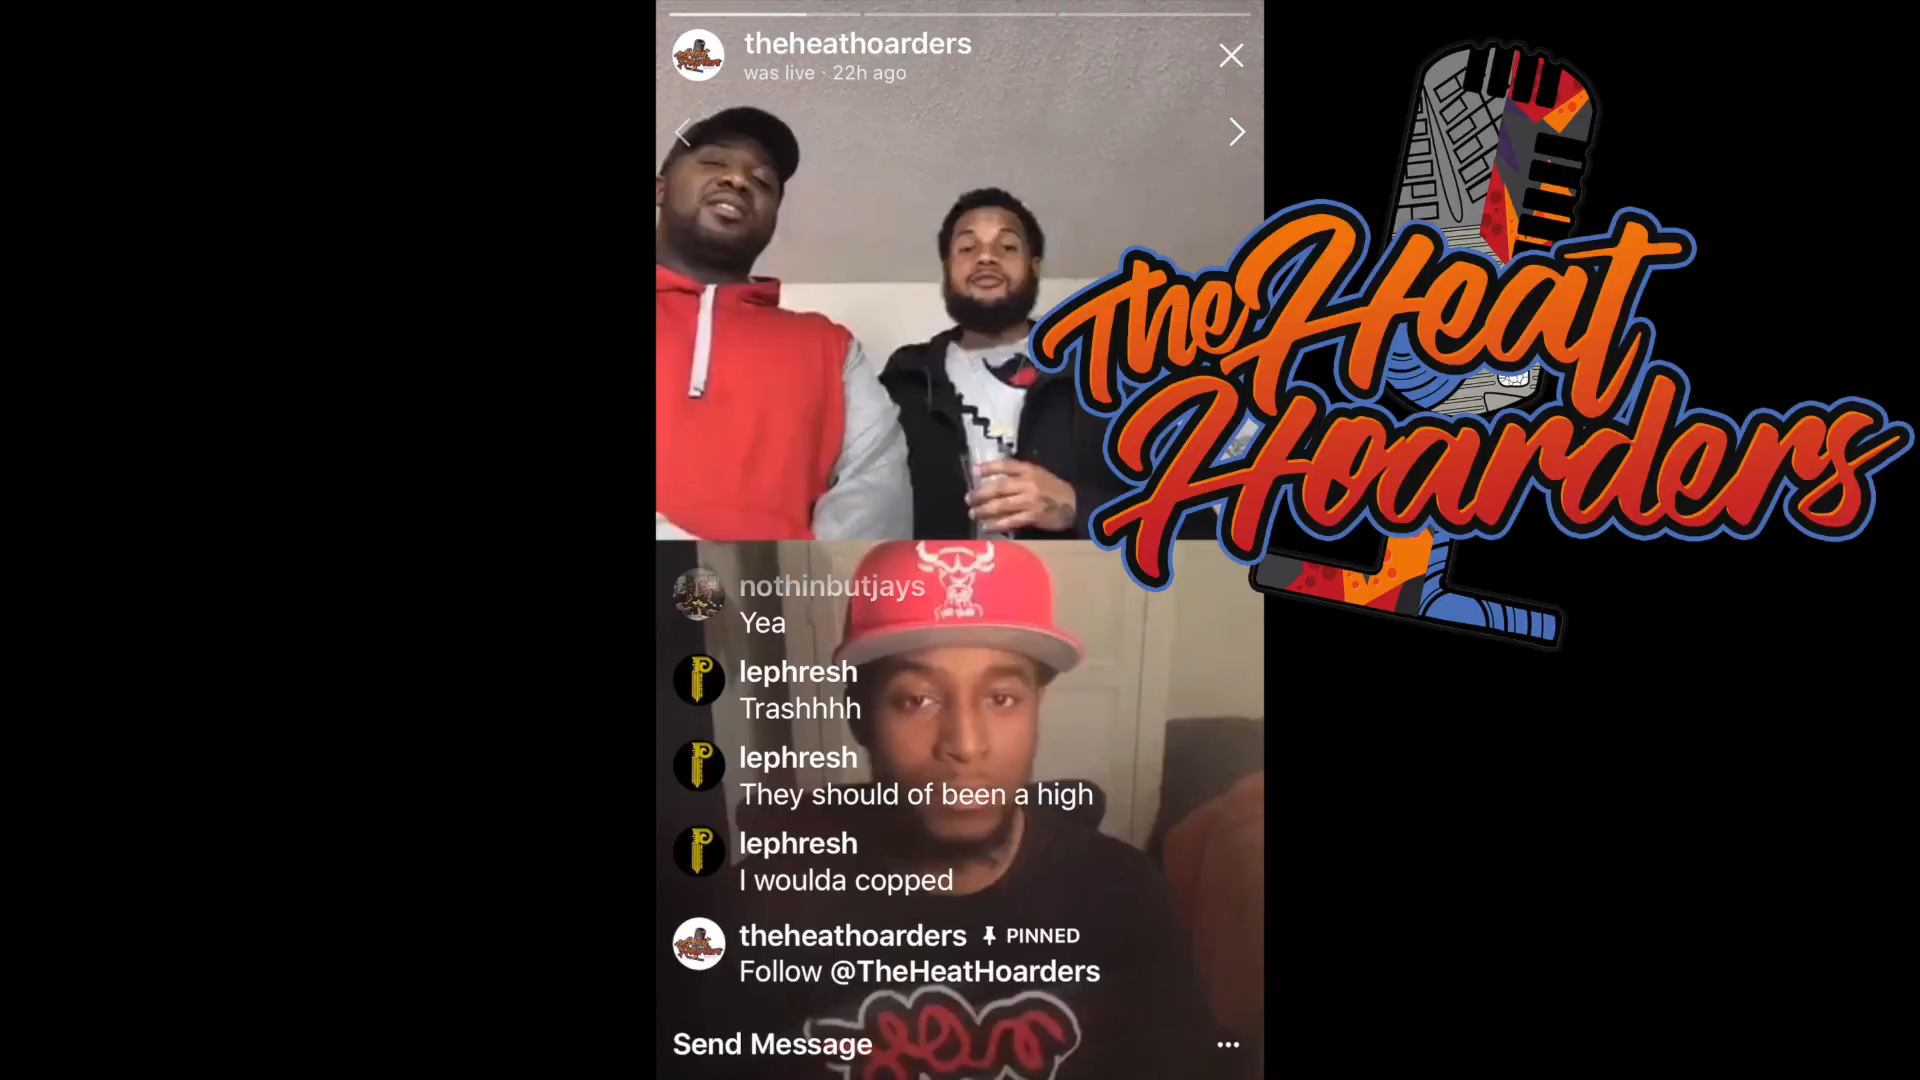 theheathoarders
was live · 22h ago
The Heat
Hoarders
nothinbutjays
Yea
lephresh
Trashhhh
lephresh
They should of been a high
lephresh
I woulda copped
theheathoarders PINNED
Follow @TheHeatHoarders
Send Message